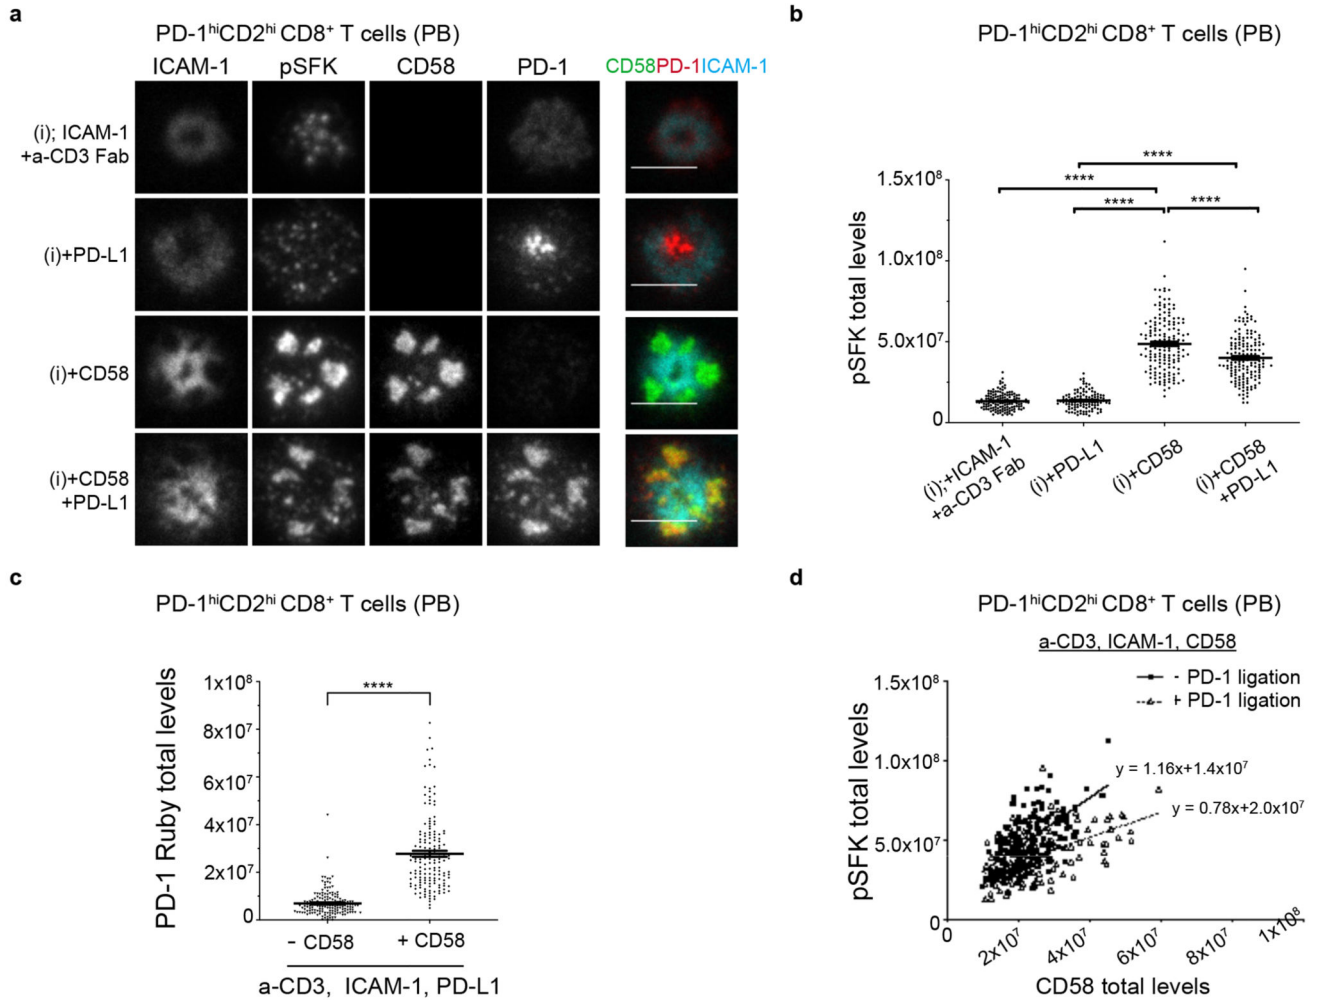 a
PD-1hiCD2hi CD8+ T cells (PB)
ICAM-1 pSFK CD58 PD-1 CD58PD-1ICAM-1
(i); ICAM-1
+a-CD3 Fab
(i)+PD-L1
(i)+CD58
(i)+CD58
+PD-L1
b
PD-1hiCD2hi CD8+ T cells (PB)
pSFK total levels
1.5x10⁸
1.0x10⁸
5.0x10⁷
0
****
****
****
****
(i);+ICAM-1
+a-CD3 Fab
(i)+PD-L1
(i)+CD58
(i)+CD58
+PD-L1
c
PD-1hiCD2hi CD8+ T cells (PB)
PD-1 Ruby total levels
1x10⁸
8x10⁷
6x10⁷
4x10⁷
2x10⁷
0
****
- CD58
+ CD58
a-CD3, ICAM-1, PD-L1
d
PD-1hiCD2hi CD8+ T cells (PB)
a-CD3, ICAM-1, CD58
- PD-1 ligation
+ PD-1 ligation
pSFK total levels
1.5x10⁸
1.0x10⁸
5.0x10⁷
0
y = 1.16x+1.4x10⁷
y = 0.78x+2.0x10⁷
0
2x10⁷
4x10⁷
6x10⁷
8x10⁷
1x10⁸
CD58 total levels